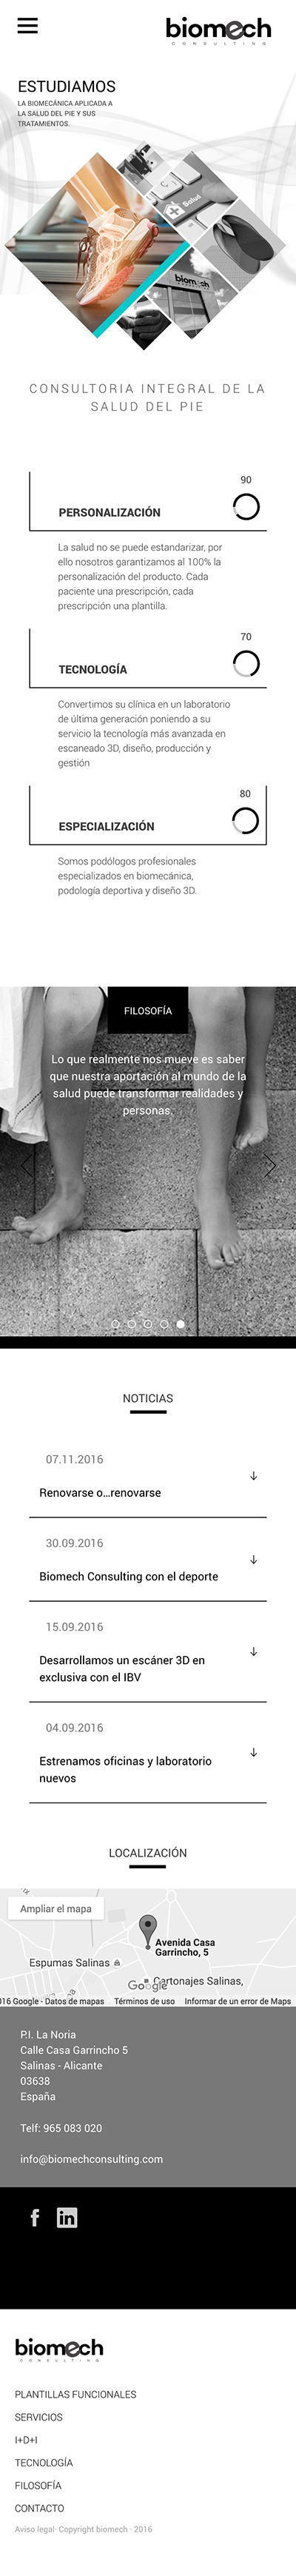 biomech
CONSULTING
ESTUDIAMOS
LA BIOMECÁNICA APLICADA A
LA SALUD DEL PIE Y SUS
TRATAMIENTOS.
Salud
biomech
CONSULTORIA INTEGRAL DE LA
SALUD DEL PIE
90
PERSONALIZACIÓN
La salud no se puede estandarizar, por
ello nosotros garantizamos al 100% la
personalización del producto. Cada
paciente una prescripción, cada
prescripción una plantilla.
70
TECNOLOGÍA
Convertimos su clínica en un laboratorio
de última generación poniendo a su
servicio la tecnología más avanzada en
escaneado 3D, diseño, producción y
gestión
80
ESPECIALIZACIÓN
Somos podólogos profesionales
especializados en biomecánica,
podología deportiva y diseño 3D.
FILOSOFÍA
Lo que realmente nos mueve es saber
que nuestra aportación al mundo de la
salud puede transformar realidades y
personas.
NOTICIAS
07.11.2016
Renovarse o...renovarse
30.09.2016
Biomech Consulting con el deporte
15.09.2016
Desarrollamos un escáner 3D en
exclusiva con el IBV
04.09.2016
Estrenamos oficinas y laboratorio
nuevos
LOCALIZACIÓN
Ampliar el mapa
Avenida Casa
Garrincho, 5
Espumas Salinas
Cartonajes Salinas,
Google
16 Google - Datos de mapas Términos de uso Informar de un error de Maps
P.I. La Noria
Calle Casa Garrincho 5
Salinas - Alicante
03638
España
Telf: 965 083 020
info@biomechconsulting.com
f in
biomech
CONSULTING
PLANTILLAS FUNCIONALES
SERVICIOS
I+D+I
TECNOLOGÍA
FILOSOFÍA
CONTACTO
Aviso legal· Copyright biomech · 2016